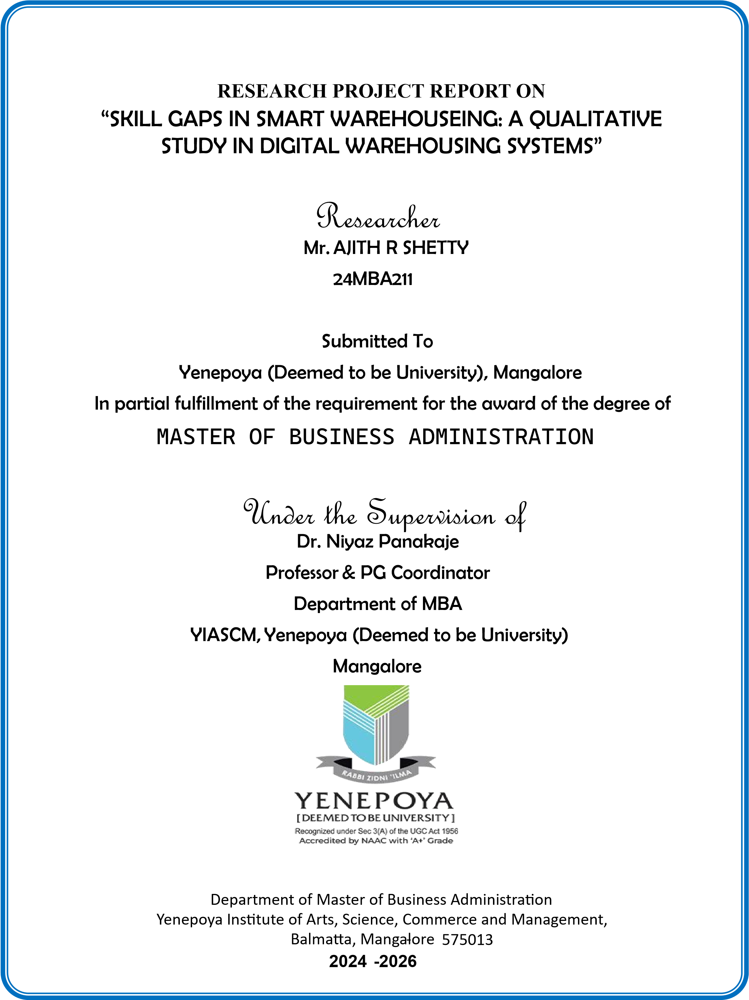 RESEARCH PROJECT REPORT ON
“SKILL GAPS IN SMART WAREHOUSEING: A QUALITATIVE
STUDY IN DIGITAL WAREHOUSING SYSTEMS”
Researcher
Mr. AJITH R SHETTY
24MBA211
Submitted To
Yenepoya (Deemed to be University), Mangalore
In partial fulfillment of the requirement for the award of the degree of
MASTER OF BUSINESS ADMINISTRATION
Under the Supervision of
Dr. Niyaz Panakaje
Professor & PG Coordinator
Department of MBA
YIASCM, Yenepoya (Deemed to be University)
Mangalore
RABBI ZIDNI 'ILMA
YENEPOYA
[DEEMED TO BE UNIVERSITY]
Recognized under Sec 3(A) of the UGC Act 1956
Accredited by NAAC with ‘A+’ Grade
Department of Master of Business Administration
Yenepoya Institute of Arts, Science, Commerce and Management,
Balmatta, Mangalore 575013
2024 -2026